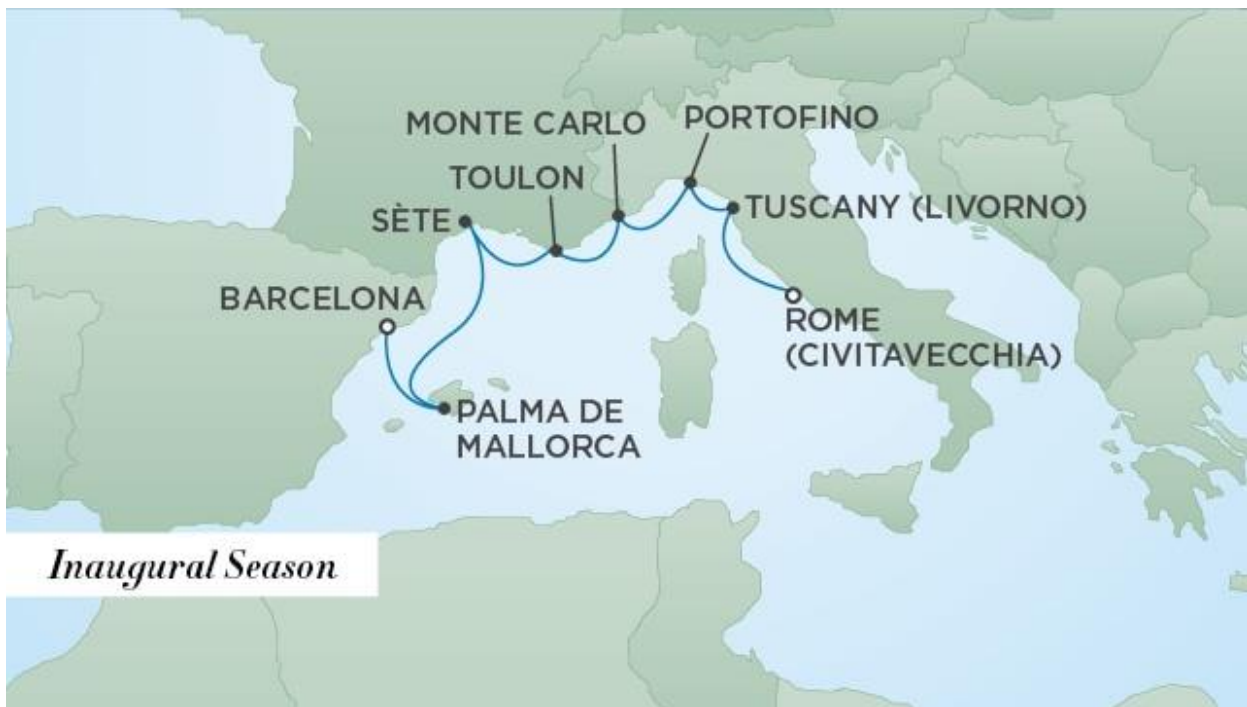 MONTE CARLO
PORTOFINO
TOULON
SÈTE
TUSCANY (LIVORNO)
BARCELONA
ROME
(CIVITAVECCHIA)
PALMA DE
MALLORCA
Inaugural Season